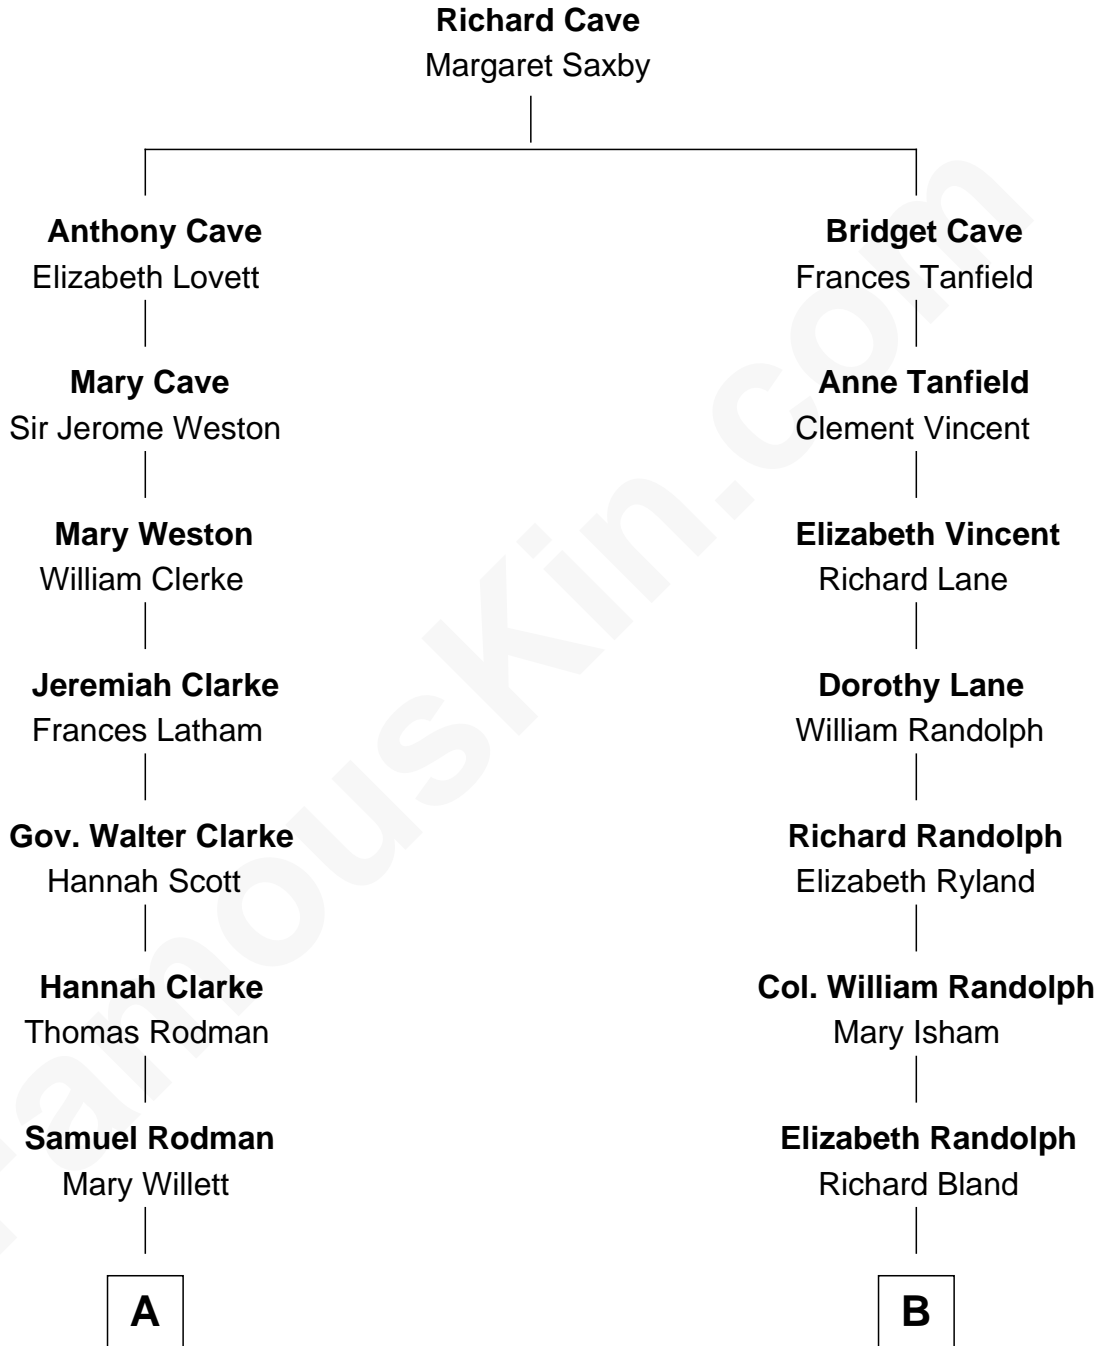 Richard Cave
Margaret Saxby
Anthony Cave
Elizabeth Lovett
Bridget Cave
Frances Tanfield
Mary Cave
Sir Jerome Weston
Anne Tanfield
Clement Vincent
Mary Weston
William Clerke
Elizabeth Vincent
Richard Lane
Jeremiah Clarke
Frances Latham
Dorothy Lane
William Randolph
Gov. Walter Clarke
Hannah Scott
Richard Randolph
Elizabeth Ryland
Hannah Clarke
Thomas Rodman
Col. William Randolph
Mary Isham
Samuel Rodman
Mary Willett
Elizabeth Randolph
Richard Bland
A
B
FamousKin.com